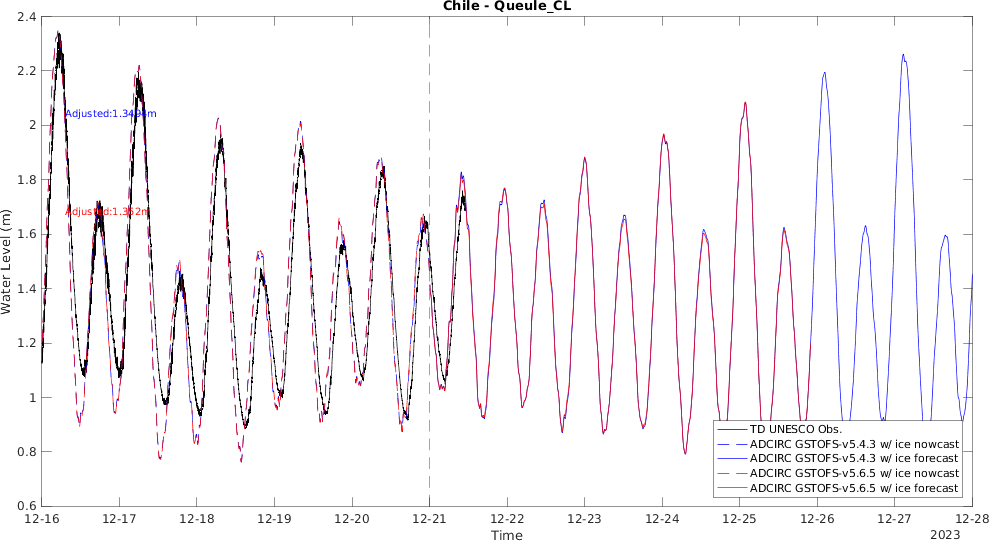 Chile - Queule_CL
2.4
2.2
2
1.8
1.6
1.4
1.2
1
0.8
0.6
Water Level (m)
Adjusted:1.3494m
Adjusted:1.352m
TD UNESCO Obs.
ADCIRC GSTOFS-v5.4.3 w/ ice nowcast
ADCIRC GSTOFS-v5.4.3 w/ ice forecast
ADCIRC GSTOFS-v5.6.5 w/ ice nowcast
ADCIRC GSTOFS-v5.6.5 w/ ice forecast
12-16 12-17 12-18 12-19 12-20 12-21 12-22 12-23 12-24 12-25 12-26 12-27 12-28
Time
2023